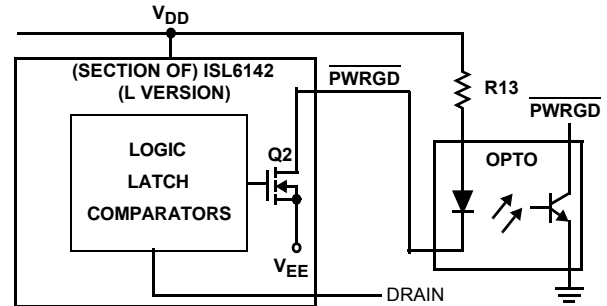 VDD
(SECTION OF) ISL6142
(L VERSION)
PWRGD
R13
PWRGD
LOGIC
LATCH
COMPARATORS
Q2
OPTO
VEE
DRAIN